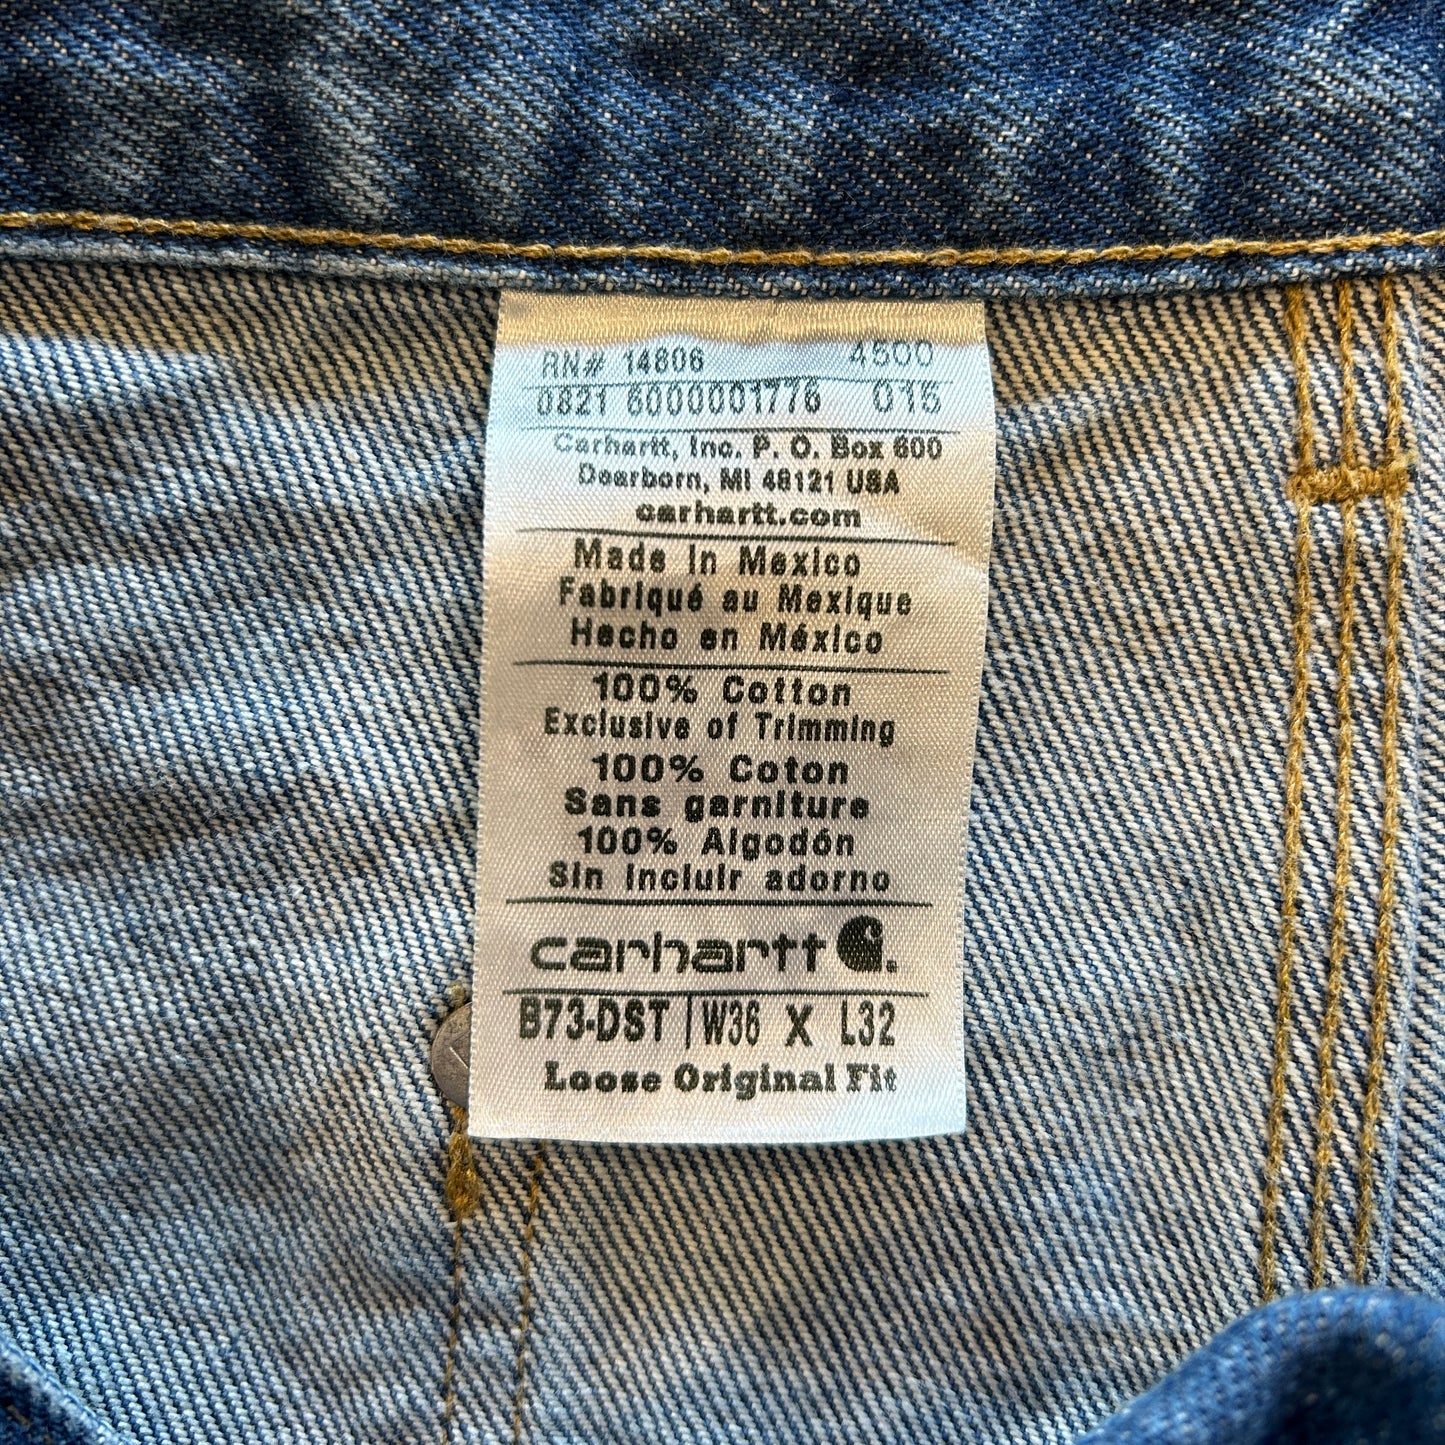 RN# 14806 4500
0821 6000001776 015
Carhartt, Inc. P. O. Box 600
Dearborn, MI 48121 USA
carhartt.com
Made in Mexico
Fabriqué au Mexique
Hecho en México
100% Cotton
Exclusive of Trimming
100% Coton
Sans garniture
100% Algodón
Sin incluir adorno
carhartt
B73-DST | W36 X L32
Loose Original Fit